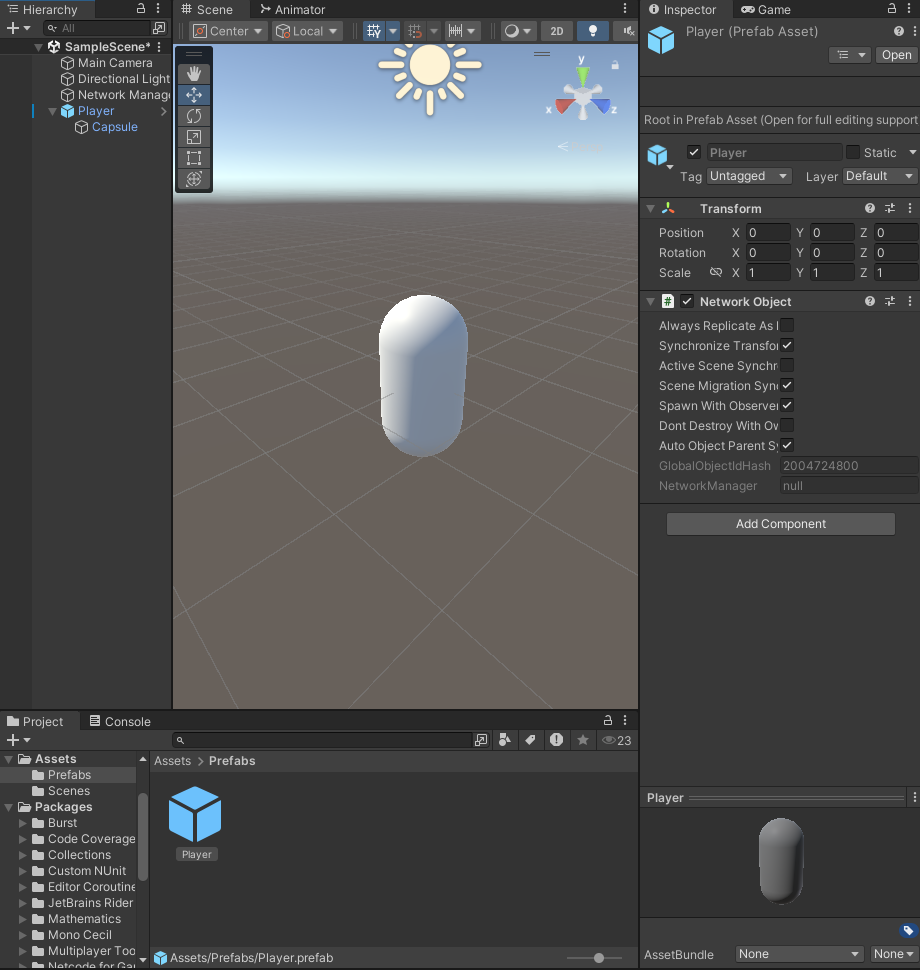 Hierarchy
All
SampleScene*
Main Camera
Directional Light
Network Manag
Player
Capsule
Scene
Animator
Center
Local
2D
y
x
z
Inspector
Game
Player (Prefab Asset)
Open
Root in Prefab Asset (Open for full editing support
Player
Static
Tag
Untagged
Layer
Default
Transform
Position X 0 Y 0 Z 0
Rotation X 0 Y 0 Z 0
Scale X 1 Y 1 Z 1
# Network Object
Always Replicate As
Synchronize Transfor
Active Scene Synchr
Scene Migration Syn
Spawn With Observer
Dont Destroy With Ow
Auto Object Parent Sy
GlobalObjectIdHash 2004724800
NetworkManager null
Add Component
Project
Console
23
Assets
Prefabs
Scenes
Packages
Burst
Code Coverage
Collections
Custom NUnit
Editor Coroutine
JetBrains Rider
Mathematics
Mono Cecil
Multiplayer Too
Netcode for Ga
Assets > Prefabs
Player
Assets/Prefabs/Player.prefab
Player
AssetBundle None None